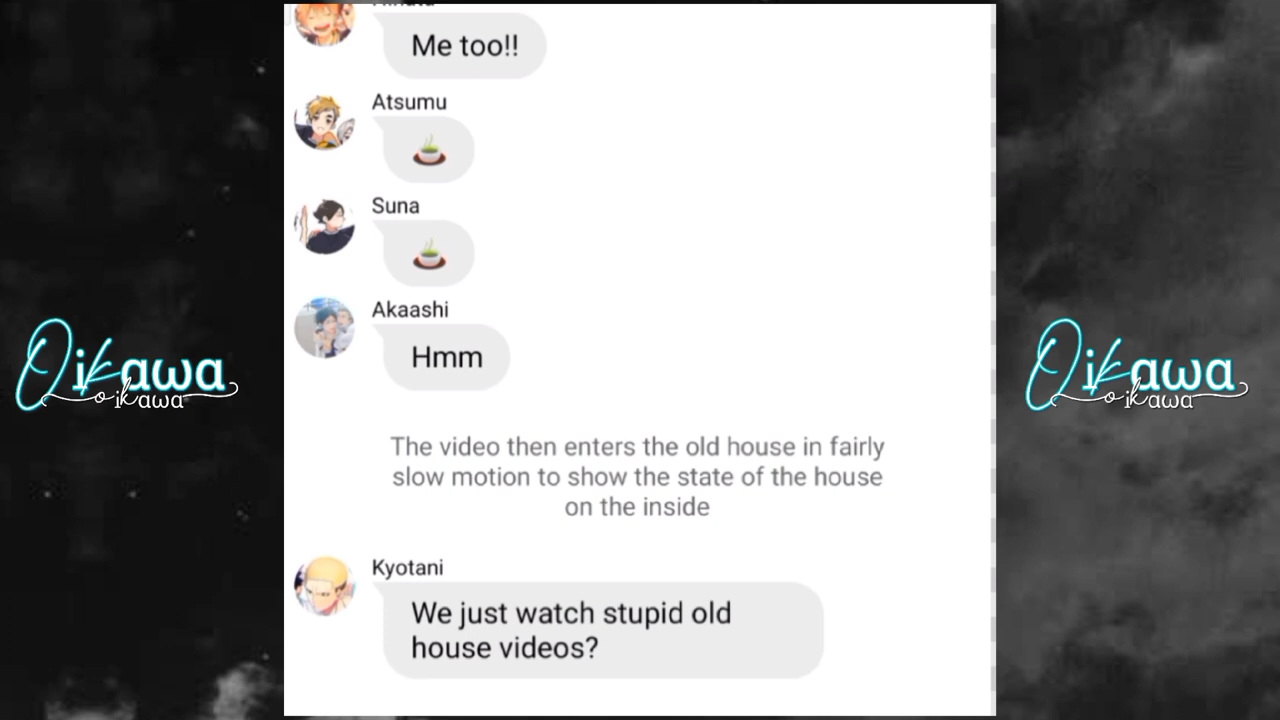 Hinata
Me too!!
Atsumu
🍵
Suna
🍵
Akaashi
Hmm
The video then enters the old house in fairly
slow motion to show the state of the house
on the inside
Kyotani
We just watch stupid old
house videos?
Oikawa
oikawa
Oikawa
oikawa